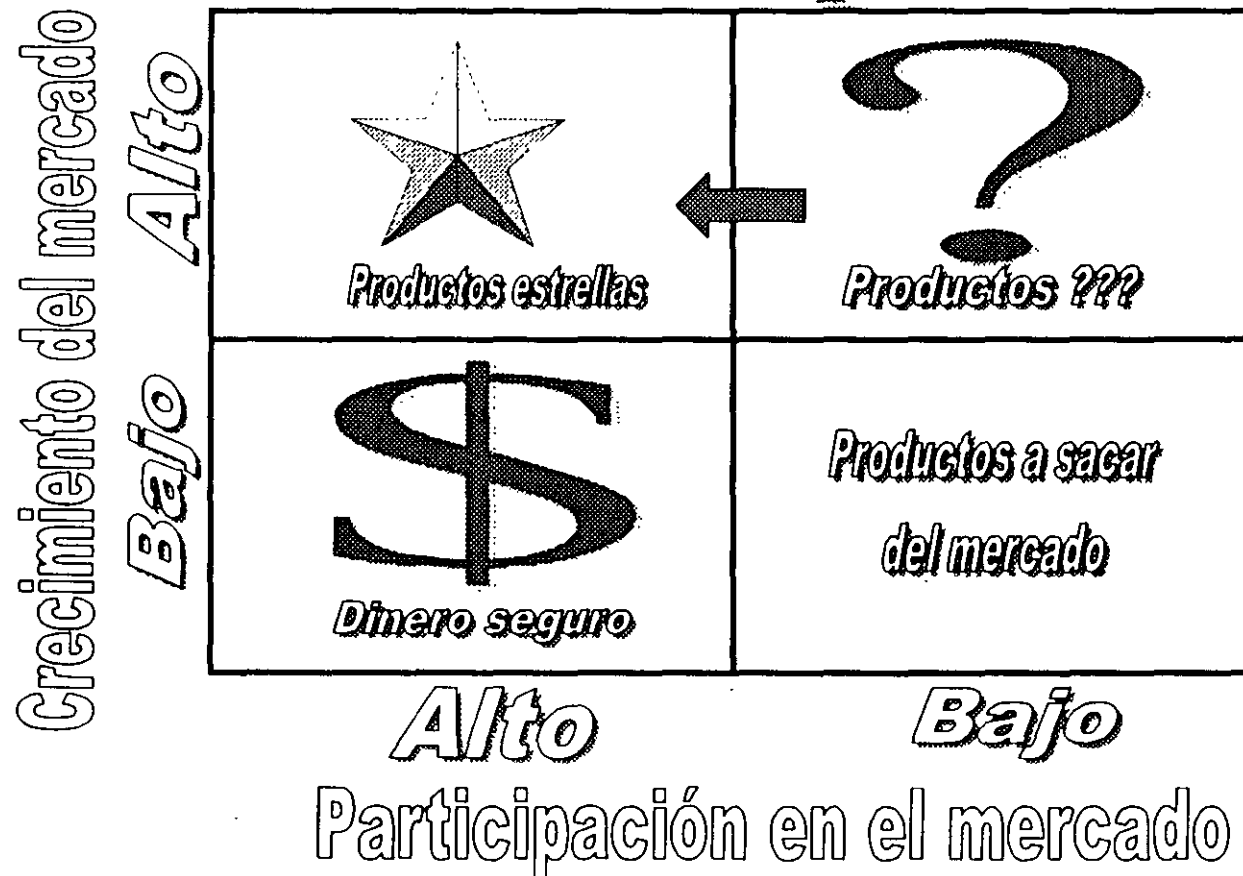 Crecimiento del mercado
Alto
Productos estrellas
Productos ???
Bajo
Dinero seguro
Productos a sacar
del mercado
Alto
Bajo
Participación en el mercado